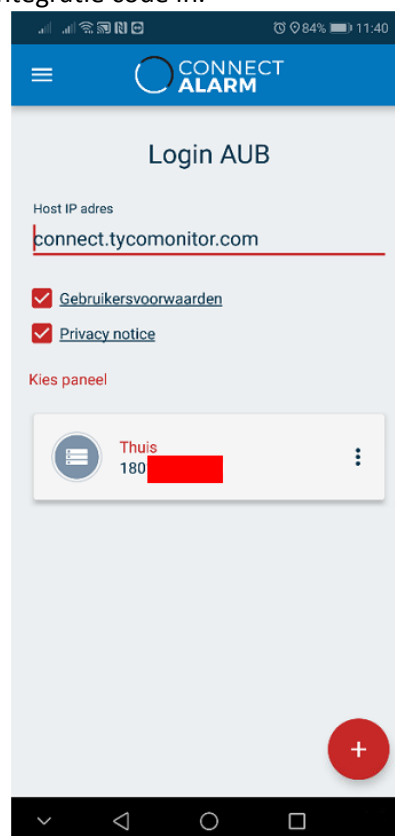 integratie code in.
84% 11:40
CONNECT
ALARM
Login AUB
Host IP adres
connect.tycomonitor.com
Gebruikersvoorwaarden
Privacy notice
Kies paneel
Thuis
180
+